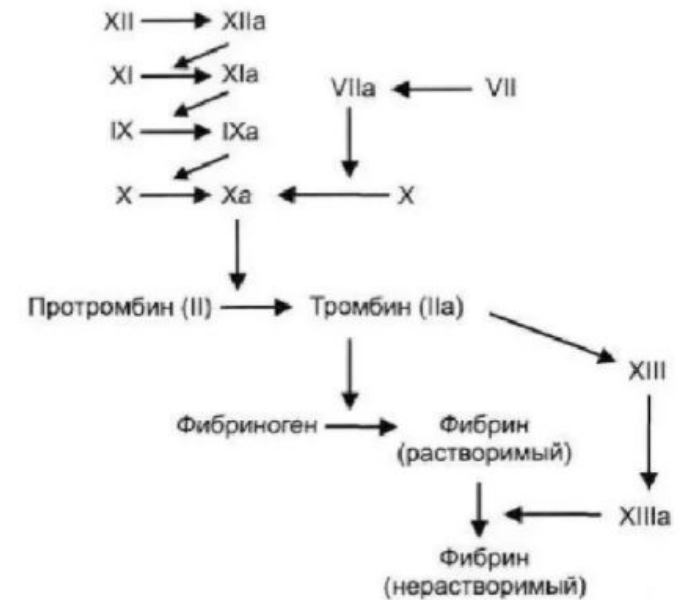 XII XIIa
XI XIa
VIIa VII
IX IXa
X Xa X
Протромбин (II) Тромбин (IIa)
XIII
Фибриноген Фибрин
(растворимый)
XIIIa
Фибрин
(нерастворимый)